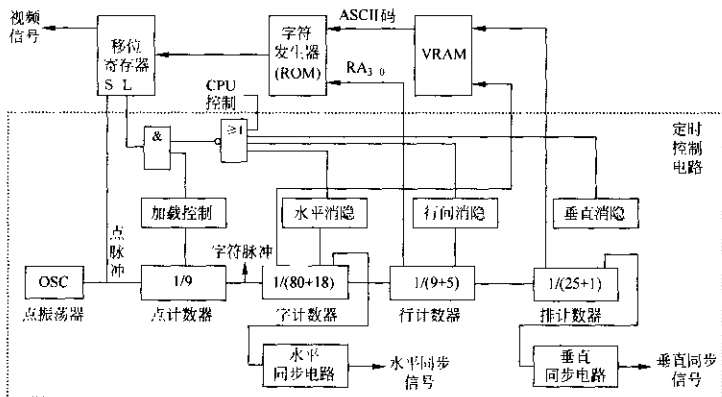 视频
信号
移位
寄存器
S L
字符
发生器
(ROM)
ASCII码
RA3 0
VRAM
CPU
控制
&
≥1
定时
控制
电路
加载控制
水平消隐
行间消隐
垂直消隐
点
脉
冲
字符脉冲
OSC
1/9
1/(80+18)
1/(9+5)
1/(25+1)
点振荡器
点计数器
字计数器
行计数器
排计数器
水平
同步电路
水平同步
信号
垂直
同步电路
垂直同步
信号